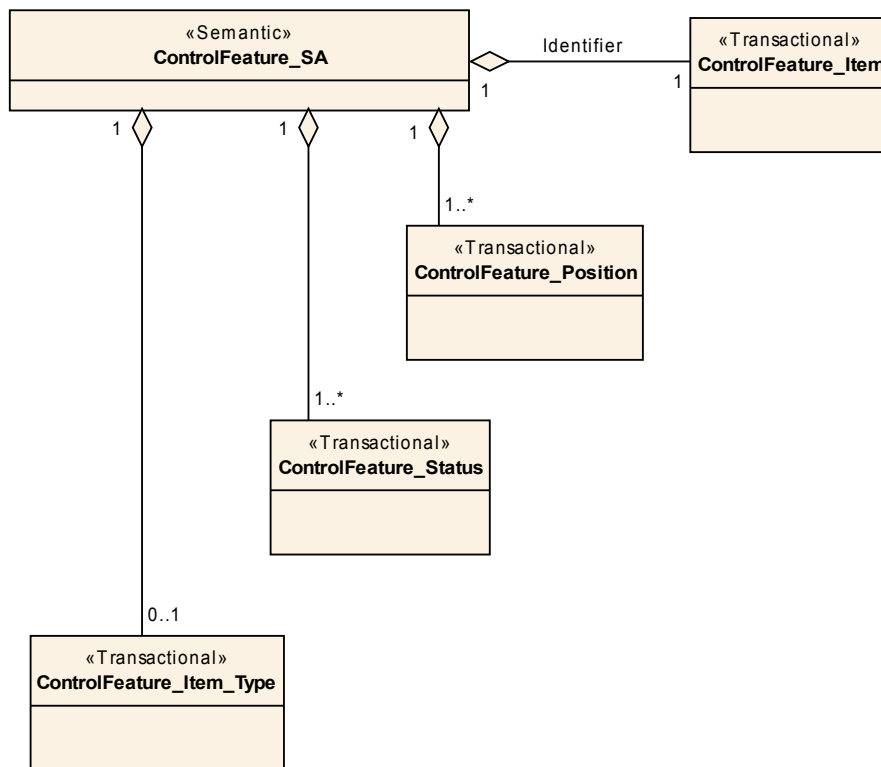 «Semantic»
ControlFeature_SA
Identifier
«Transactional»
ControlFeature_Item
1
1
1
1
1
1..*
«Transactional»
ControlFeature_Position
1..*
«Transactional»
ControlFeature_Status
0..1
«Transactional»
ControlFeature_Item_Type